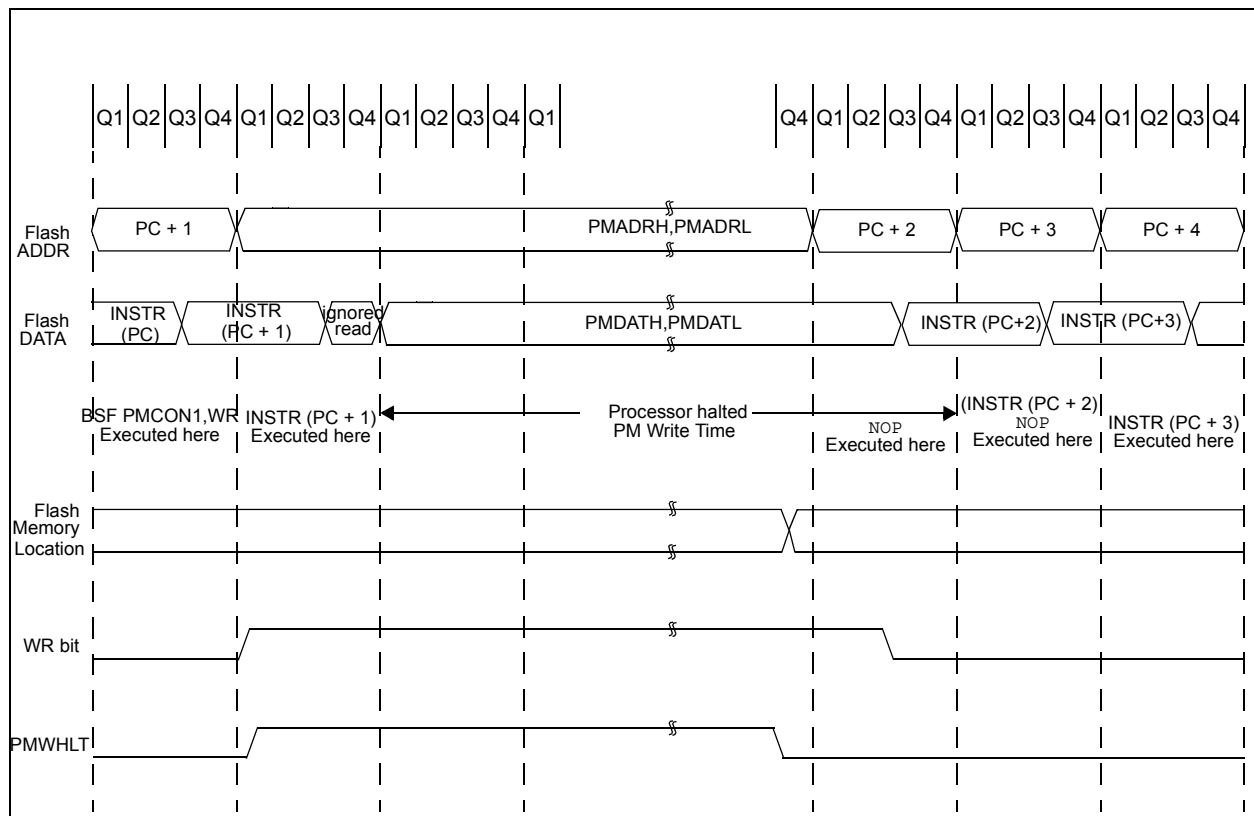 Q1 Q2 Q3 Q4 Q1 Q2 Q3 Q4 Q1 Q2 Q3 Q4 Q1 Q4 Q1 Q2 Q3 Q4 Q1 Q2 Q3 Q4 Q1 Q2 Q3 Q4
Flash
ADDR
PC + 1
PMADRH,PMADRL
PC + 2
PC + 3
PC + 4
Flash
DATA
INSTR
(PC)
INSTR
(PC + 1)
ignored
read
PMDATH,PMDATL
INSTR (PC+2)
INSTR (PC+3)
BSF PMCON1,WR
Executed here
INSTR (PC + 1)
Executed here
Processor halted
PM Write Time
NOP
Executed here
(INSTR (PC + 2)
NOP
Executed here
INSTR (PC + 3)
Executed here
Flash
Memory
Location
WR bit
PMWHLT